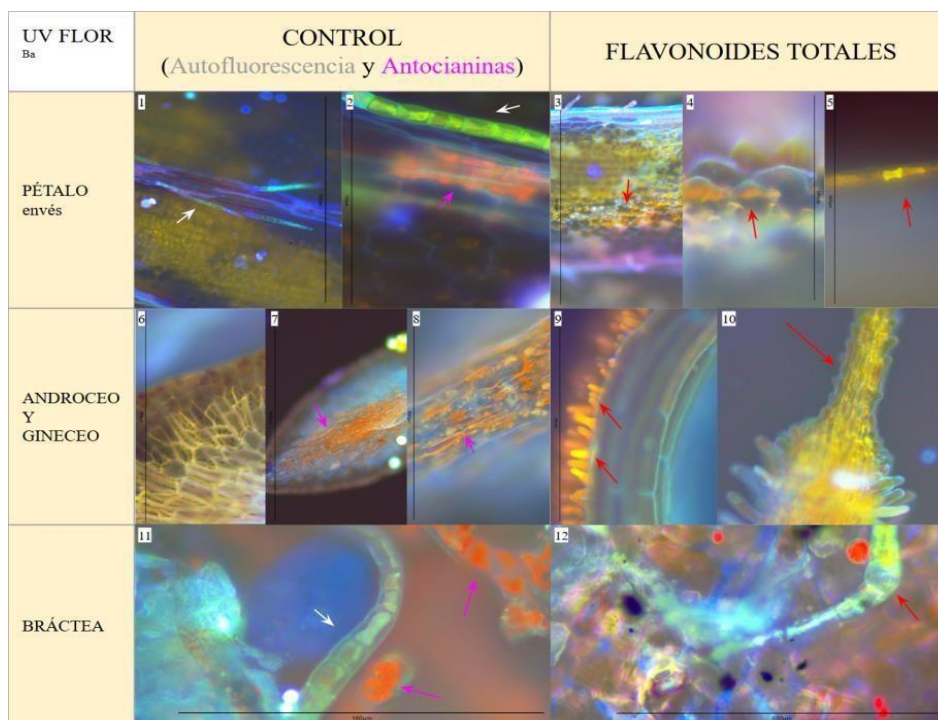 UV FLOR
Ba
CONTROL
(Autofluorescencia y Antocianinas)
FLAVONOIDES TOTALES
PÉTALO
envés
1
2
3
4
5
ANDROCEO
Y
GINECEO
6
7
8
9
10
BRÁCTEA
11
12